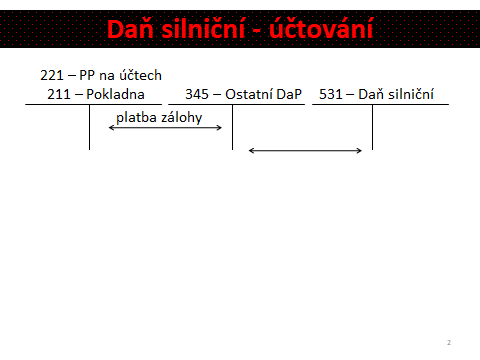 Daň silniční - účtování
221 – PP na účtech
211 – Pokladna 345 – Ostatní DaP 531 – Daň silniční
platba zálohy
2